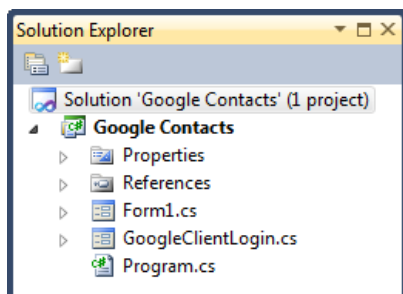 Solution Explorer
Solution 'Google Contacts' (1 project)
C# Google Contacts
Properties
References
Form1.cs
GoogleClientLogin.cs
C# Program.cs